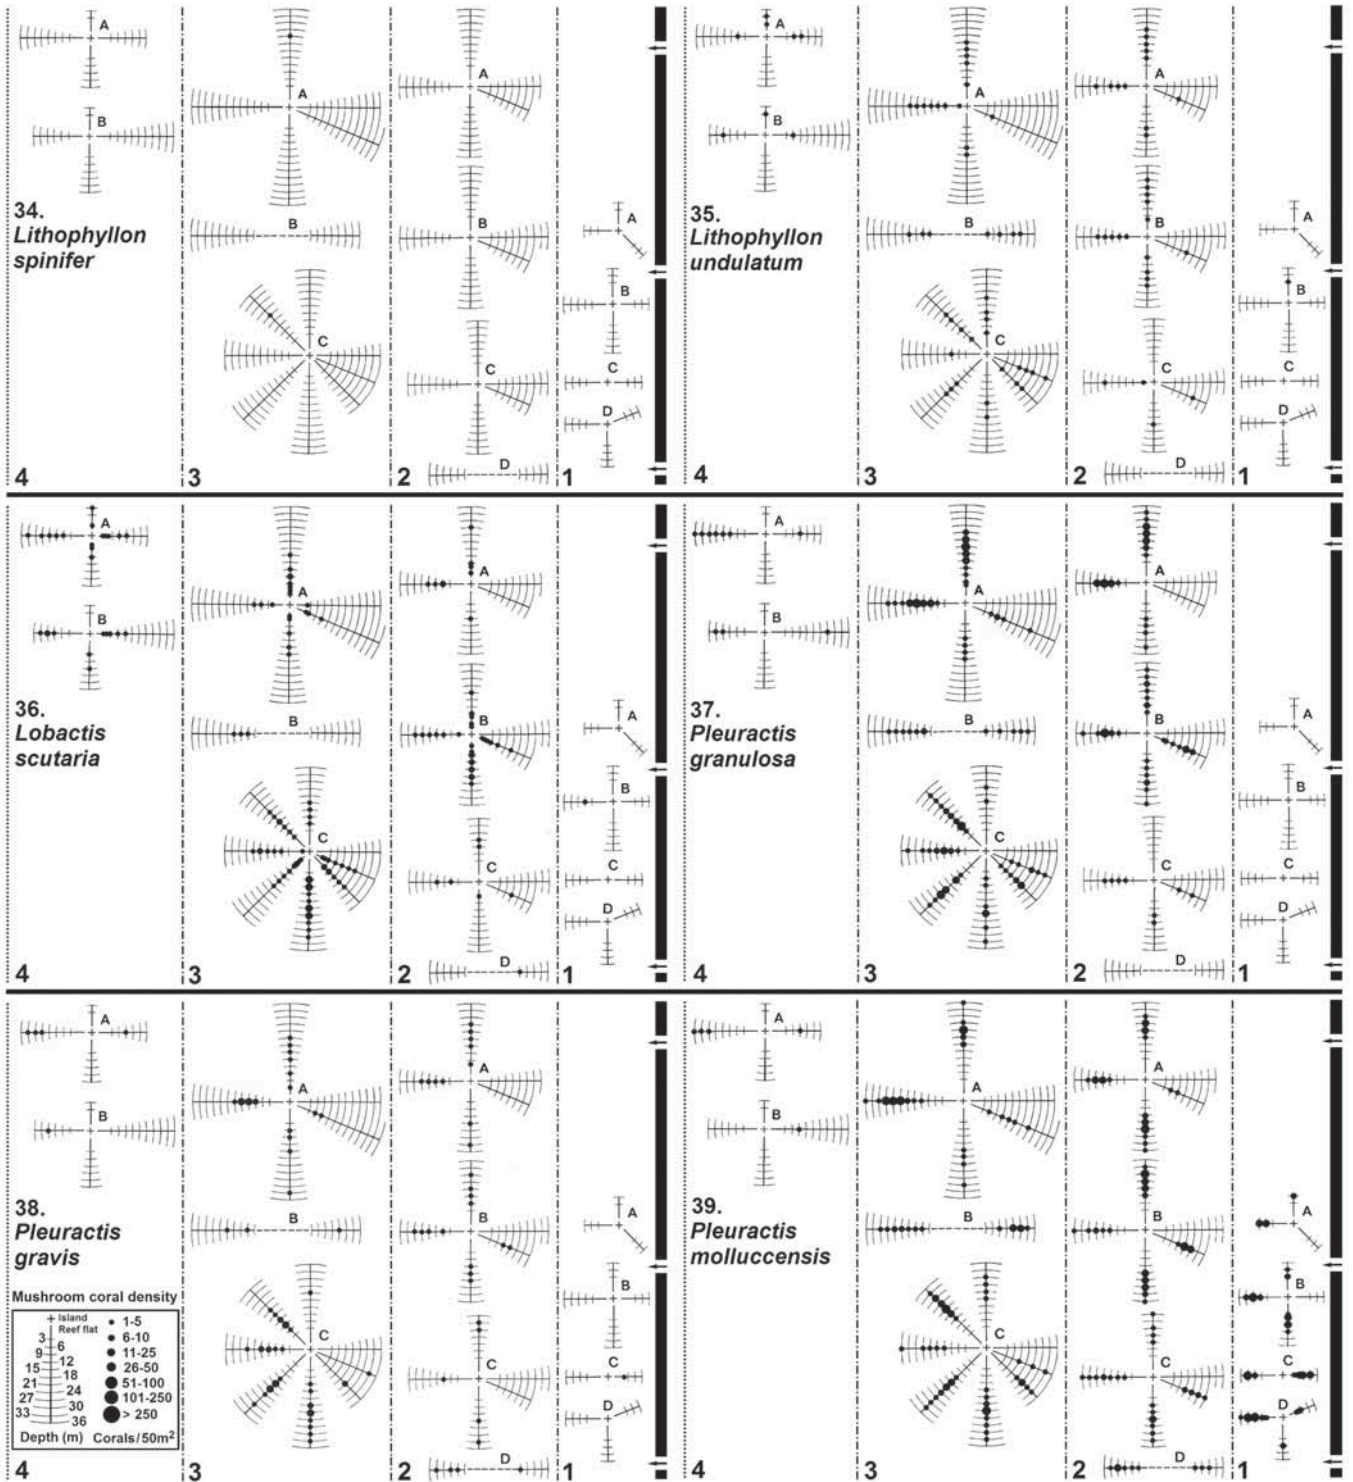 A
B
34.
Lithophyllon
spinifer
4
A
B
C
3
A
B
C
D
2
A
B
C
D
1
A
B
35.
Lithophyllon
undulatum
4
A
B
C
3
A
B
C
D
2
A
B
C
D
1
A
B
36.
Lobactis
scutaria
4
A
B
C
3
A
B
C
D
2
A
B
C
D
1
A
B
37.
Pleuractis
granulosa
4
A
B
C
3
A
B
C
D
2
A
B
C
D
1
A
B
38.
Pleuractis
gravis
Mushroom coral density
Island
Reef flat
3
6
9
12
15
18
21
24
27
30
33
36
Depth (m)
1-5
6-10
11-25
26-50
51-100
101-250
> 250
Corals/50m²
4
A
B
C
3
A
B
C
D
2
A
B
C
D
1
A
B
39.
Pleuractis
molluccensis
4
A
B
C
3
A
B
C
D
2
A
B
C
D
1